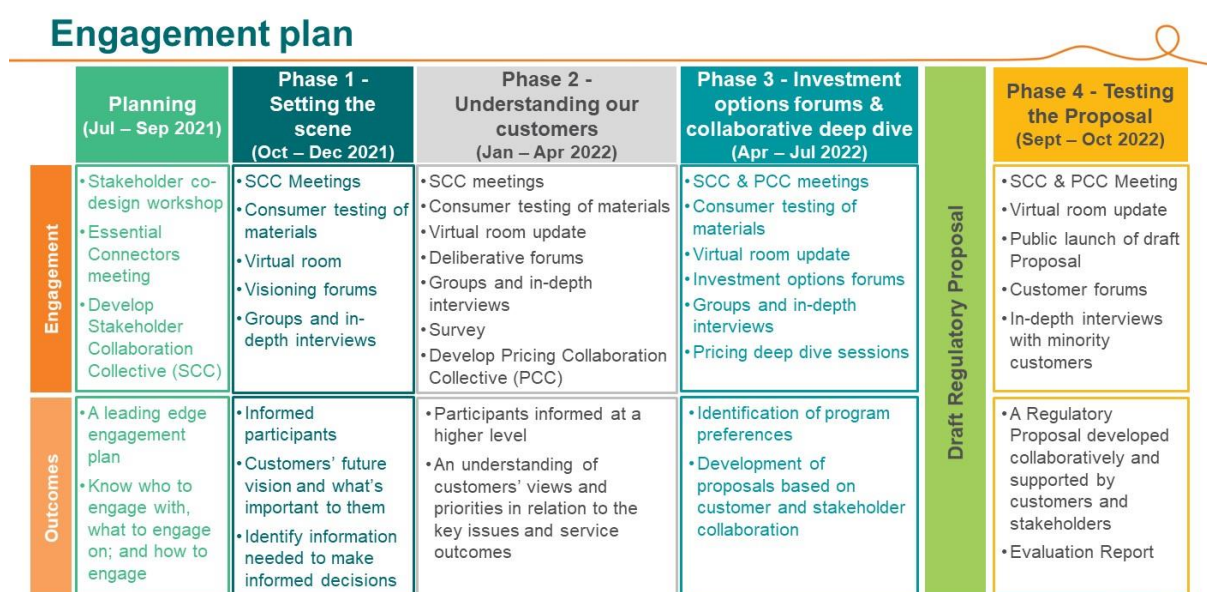 Engagement plan
Planning
(Jul – Sep 2021)
Phase 1 -
Setting the
scene
(Oct – Dec 2021)
Phase 2 -
Understanding our
customers
(Jan – Apr 2022)
Phase 3 - Investment
options forums &
collaborative deep dive
(Apr – Jul 2022)
Draft Regulatory Proposal
Phase 4 - Testing
the Proposal
(Sept – Oct 2022)
Engagement
•Stakeholder co-
design workshop
•Essential
Connectors
meeting
•Develop
Stakeholder
Collaboration
Collective (SCC)
•SCC Meetings
•Consumer testing of
materials
•Virtual room
•Visioning forums
•Groups and in-
depth interviews
•SCC meetings
•Consumer testing of materials
•Virtual room update
•Deliberative forums
•Groups and in-depth
interviews
•Survey
•Develop Pricing Collaboration
Collective (PCC)
•SCC & PCC meetings
•Consumer testing of
materials
•Virtual room update
•Investment options forums
•Groups and in-depth
interviews
•Pricing deep dive sessions
•SCC & PCC Meeting
•Virtual room update
•Public launch of draft
Proposal
•Customer forums
•In-depth interviews
with minority
customers
Outcomes
•A leading edge
engagement
plan
•Know who to
engage with,
what to engage
on; and how to
engage
•Informed
participants
•Customers' future
vision and what's
important to them
•Identify information
needed to make
informed decisions
•Participants informed at a
higher level
•An understanding of
customers' views and
priorities in relation to the
key issues and service
outcomes
•Identification of program
preferences
•Development of
proposals based on
customer and stakeholder
collaboration
•A Regulatory
Proposal developed
collaboratively and
supported by
customers and
stakeholders
•Evaluation Report